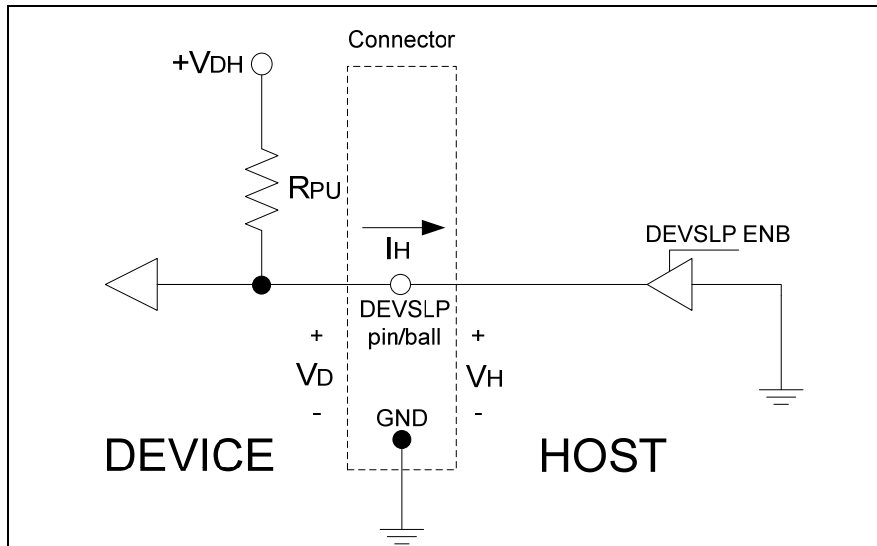 Connector
+VDH
RPU
IH
DEVSLP ENB
DEVSLP
pin/ball
+
VD
-
+
VH
-
GND
DEVICE
HOST